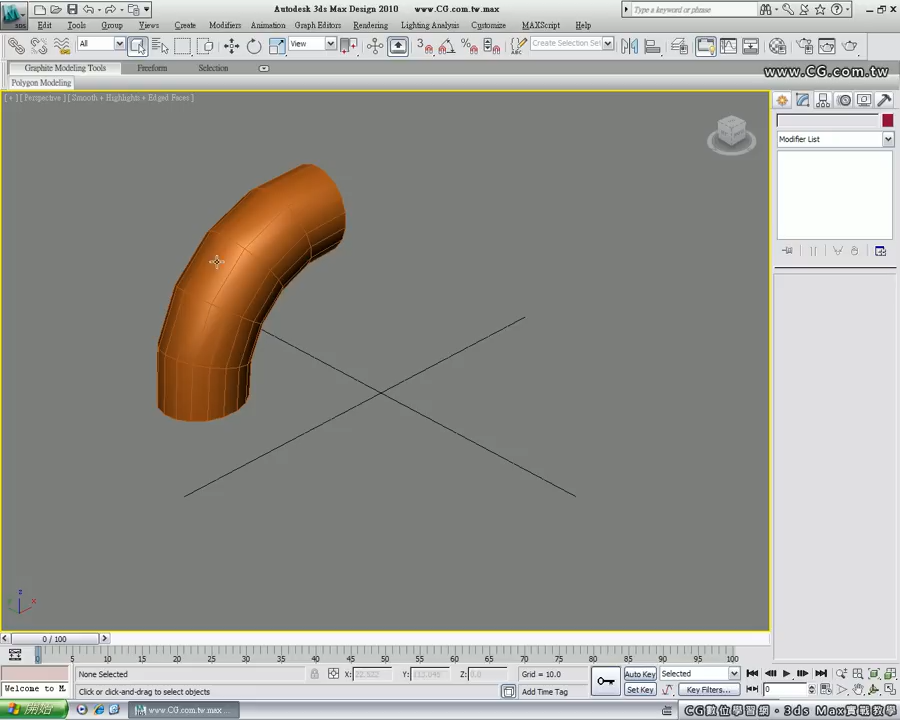 Autodesk 3ds Max Design 2010 www.CG.com.tw.max
Type a keyword or phrase
Edit Tools Group Views Create Modifiers Animation Graph Editors Rendering Lighting Analysis Customize MAXScript Help
All View Create Selection Set
Graphite Modeling Tools Freeform Selection
www.CG.com.tw
Polygon Modeling
[ + ] [ Perspective ] [ Smooth + Highlights + Edged Faces ]
Modifier List
z
x
0 / 100
0 5 10 15 20 25 30 35 40 45 50 55 60 65 70 75 80 85 90 95 100
None Selected X: 22.522 Y: Z: 0.0 Grid = 10.0 Auto Key Selected
Welcome to M Click or click-and-drag to select objects Add Time Tag Set Key Key Filters... 0
開始 www.CG.com.tw.max ... CG數位學習網•3ds Max實戰教學